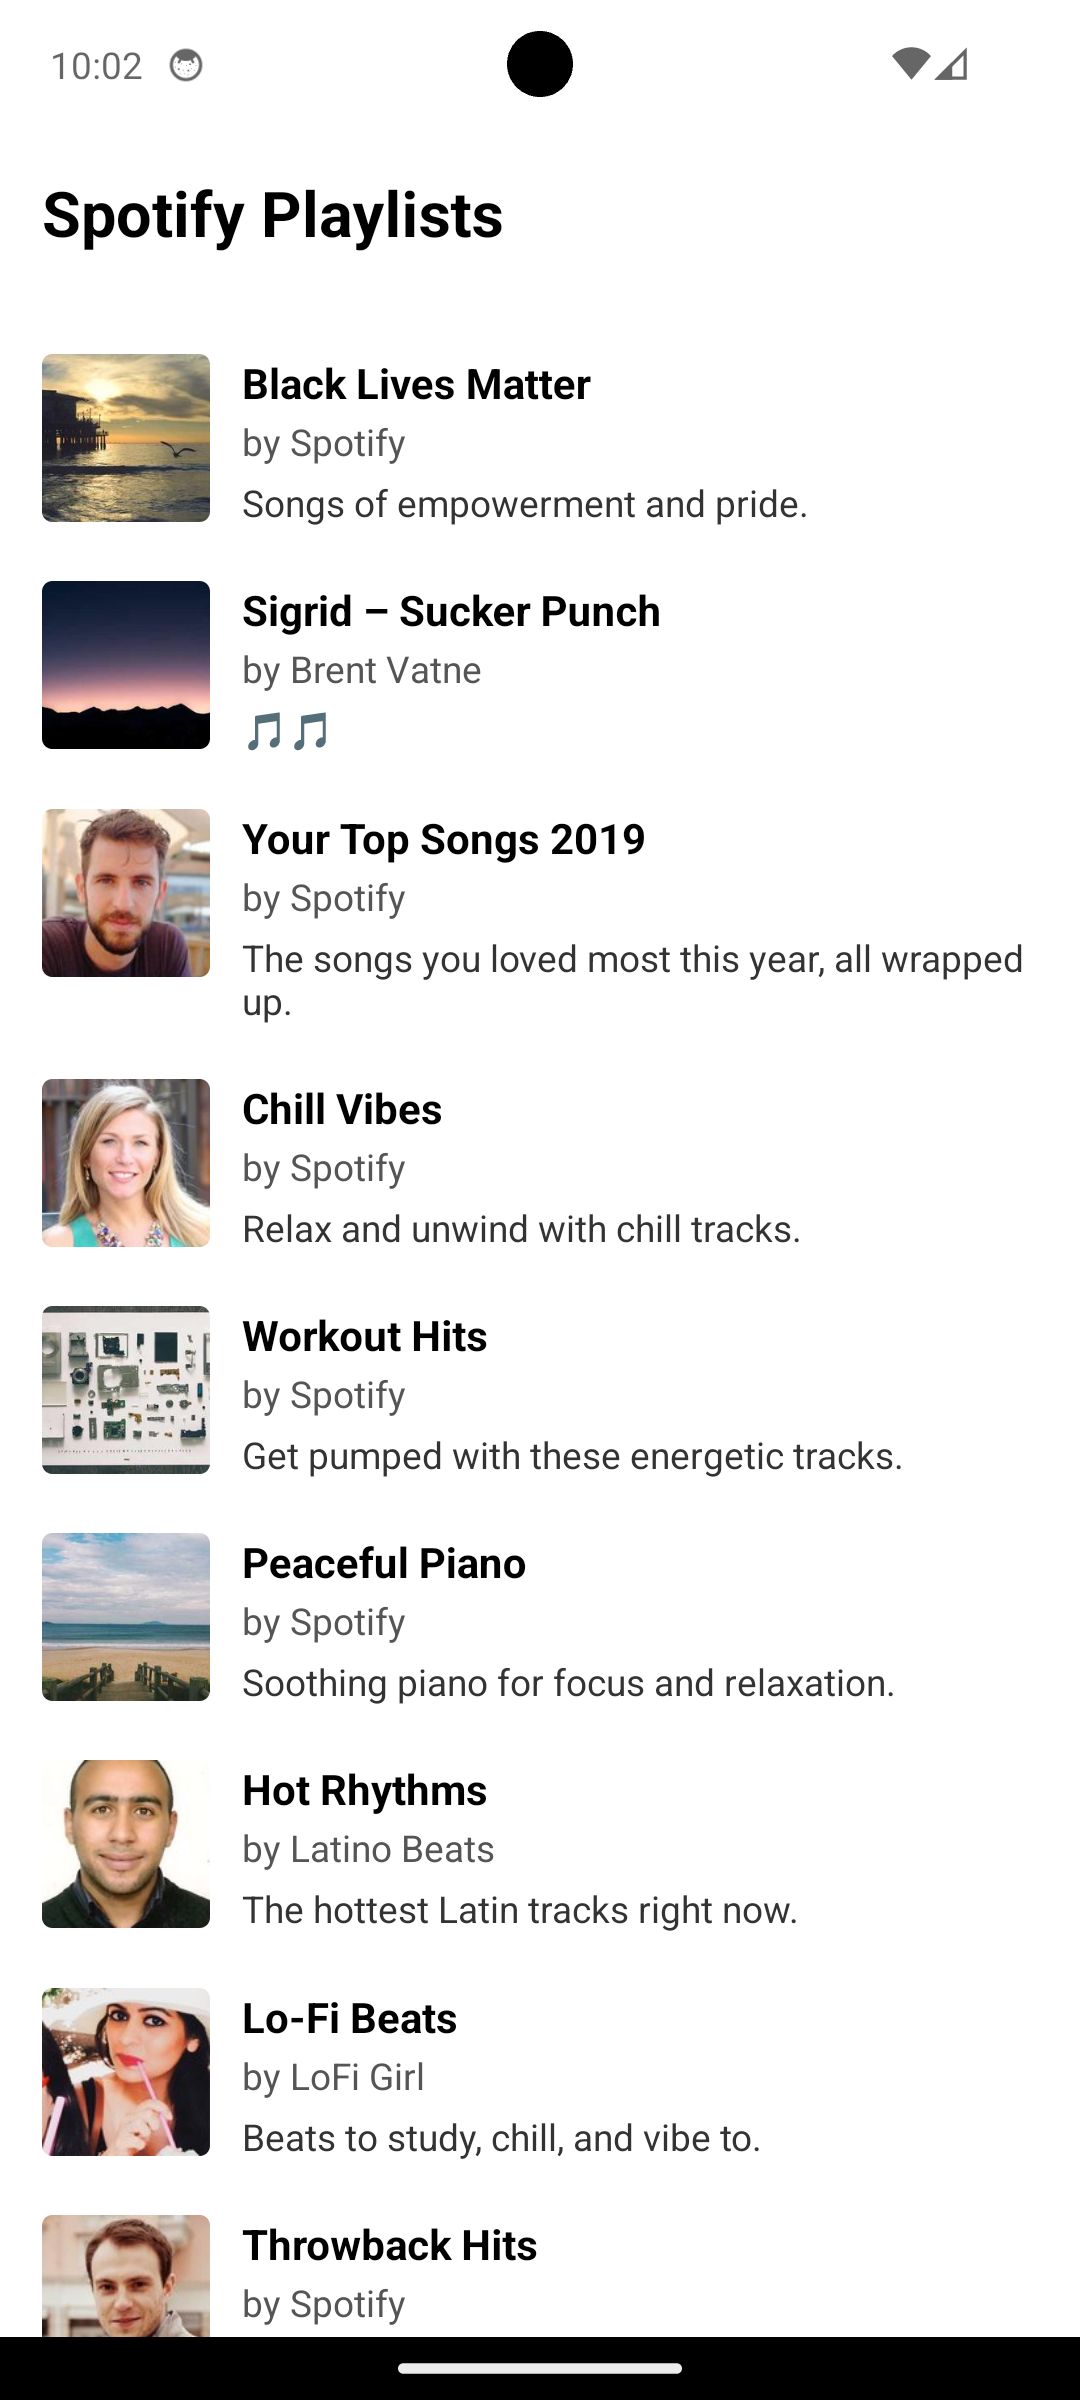 10:02
Spotify Playlists
Black Lives Matter
by Spotify
Songs of empowerment and pride.
Sigrid – Sucker Punch
by Brent Vatne
🎵🎵
Your Top Songs 2019
by Spotify
The songs you loved most this year, all wrapped
up.
Chill Vibes
by Spotify
Relax and unwind with chill tracks.
Workout Hits
by Spotify
Get pumped with these energetic tracks.
Peaceful Piano
by Spotify
Soothing piano for focus and relaxation.
Hot Rhythms
by Latino Beats
The hottest Latin tracks right now.
Lo-Fi Beats
by LoFi Girl
Beats to study, chill, and vibe to.
Throwback Hits
by Spotify